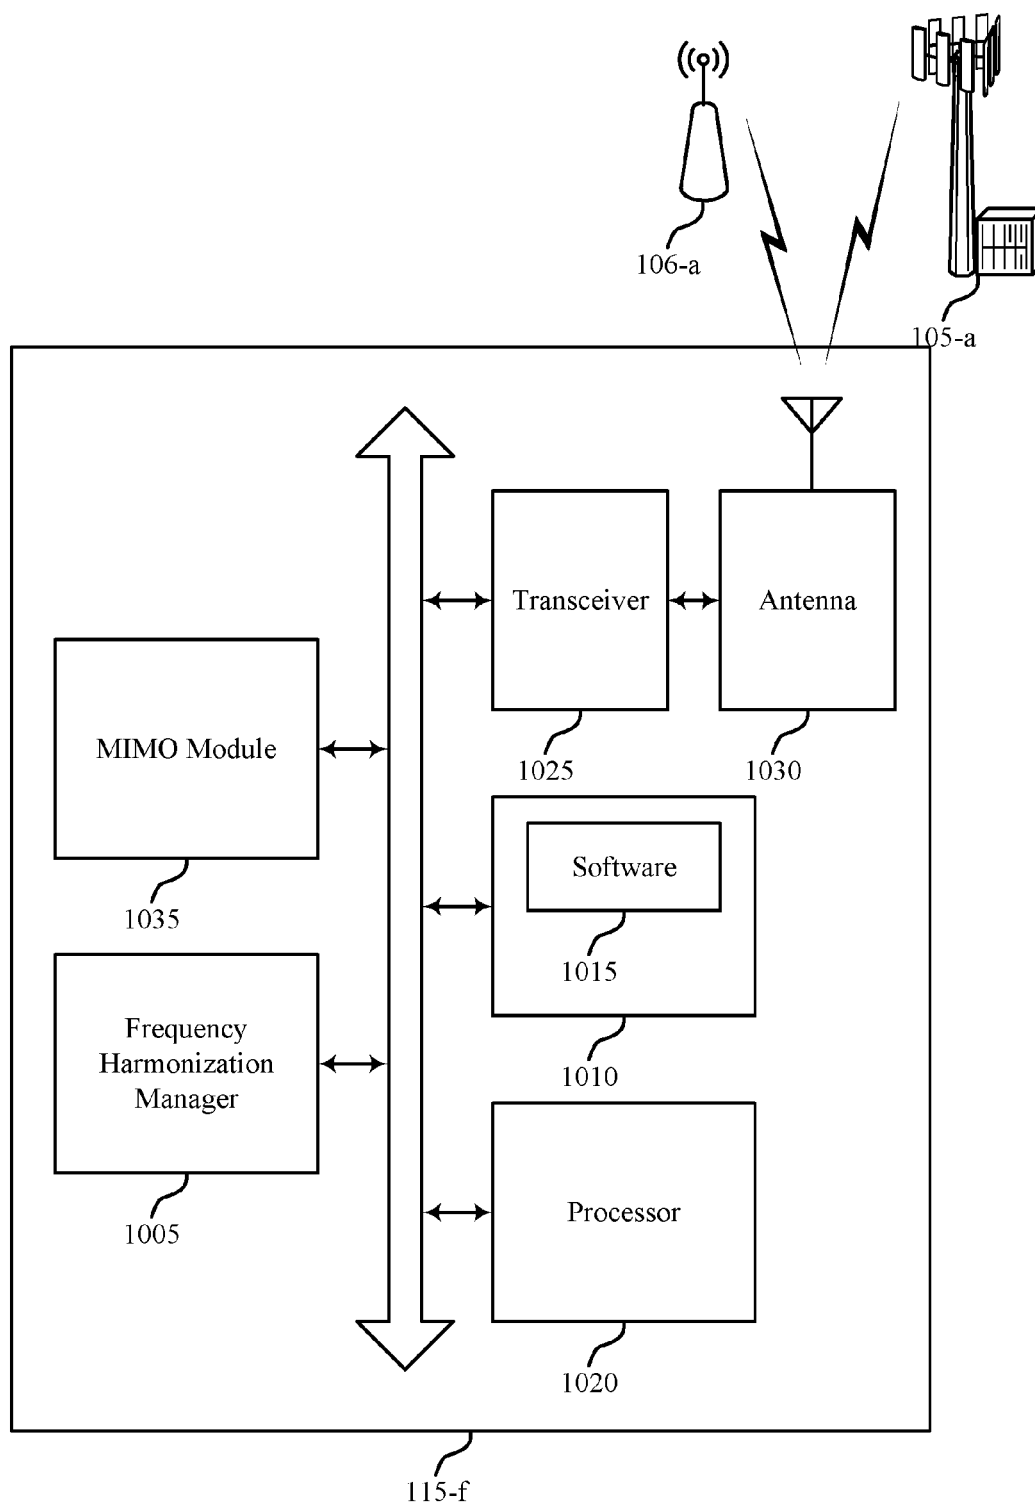 106-a
105-a
Transceiver
Antenna
1025
1030
MIMO Module
1035
Software
1015
1010
Frequency
Harmonization
Manager
1005
Processor
1020
115-f